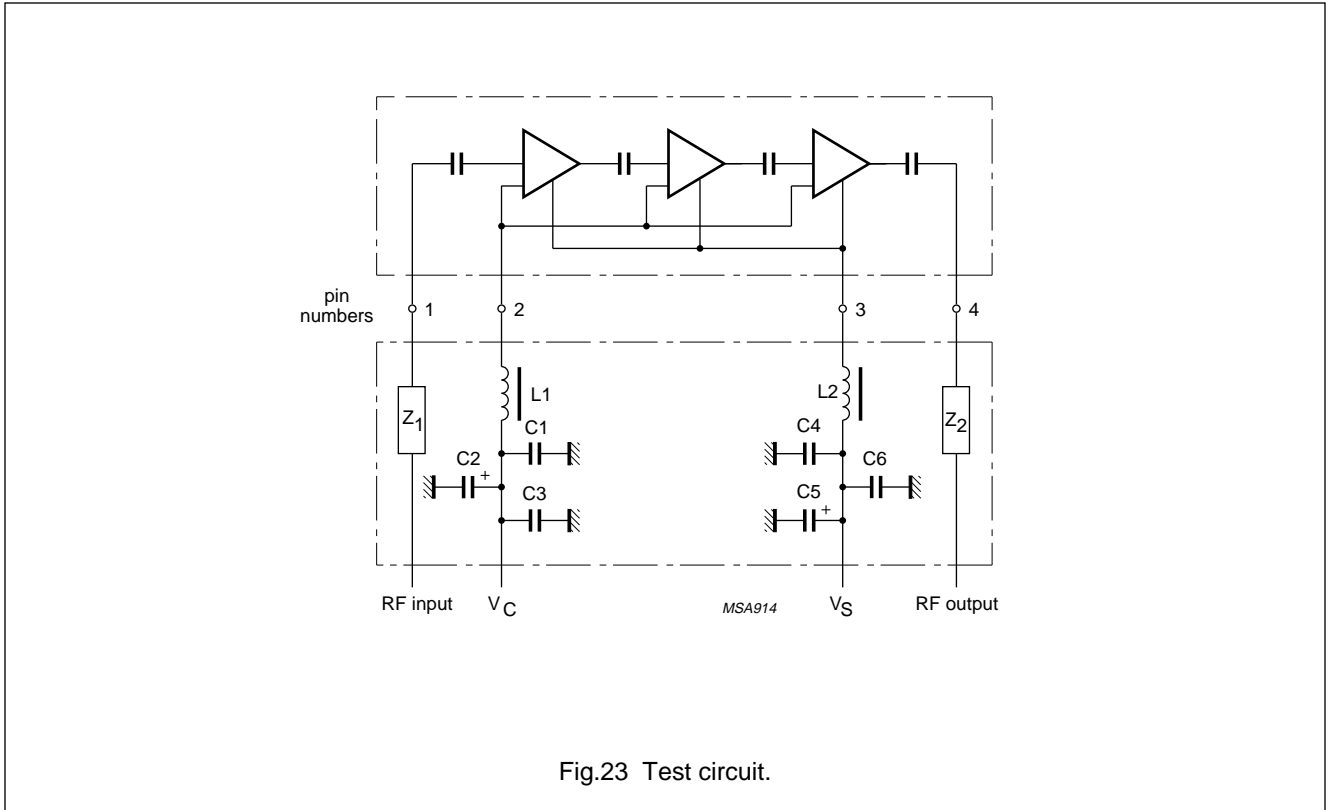 pin
numbers
1
2
3
4
Z1
L1
L2
Z2
C1
C4
C2
+
C6
C3
C5
+
RF input
VC
MSA914
VS
RF output
Fig.23 Test circuit.